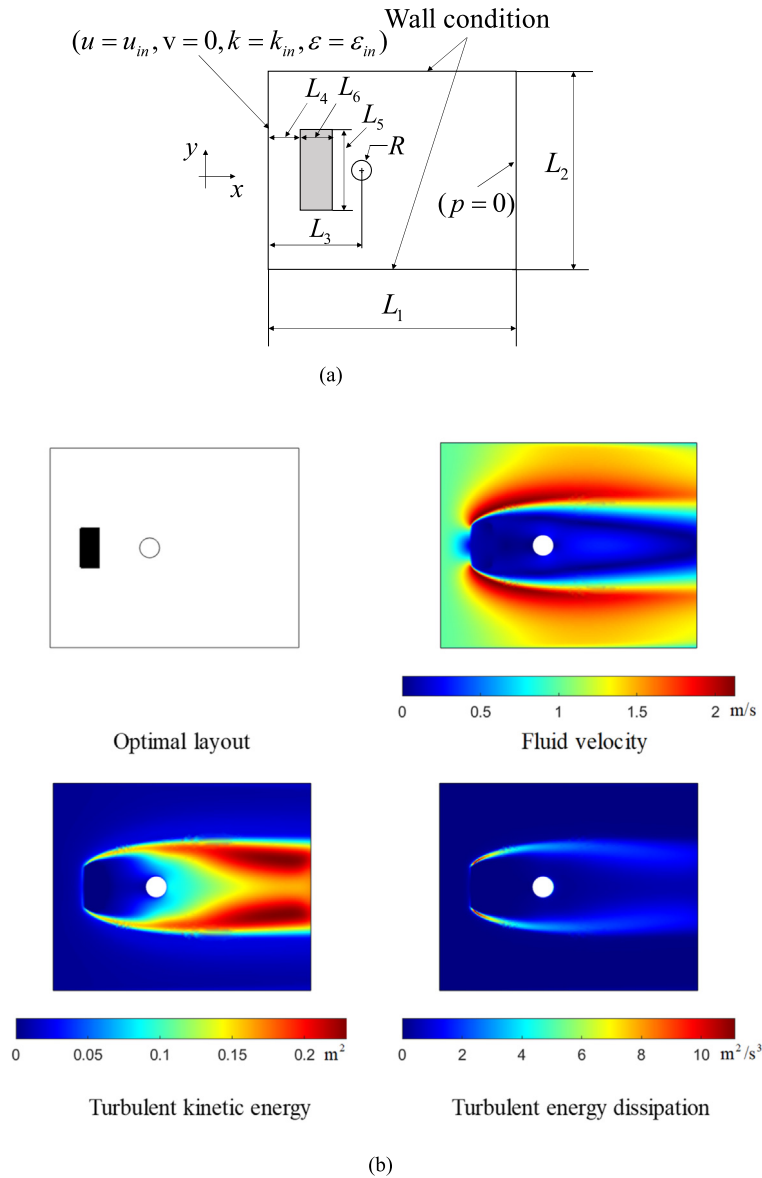 Wall condition
(u = u_in, v = 0, k = k_in, ε = ε_in)
L4 L6
L5
R
y
x
L2
(p = 0)
L3
L1
(a)
0 0.5 1 1.5 2 m/s
Optimal layout Fluid velocity
0 0.05 0.1 0.15 0.2 m²
0 2 4 6 8 10 m²/s³
Turbulent kinetic energy Turbulent energy dissipation
(b)